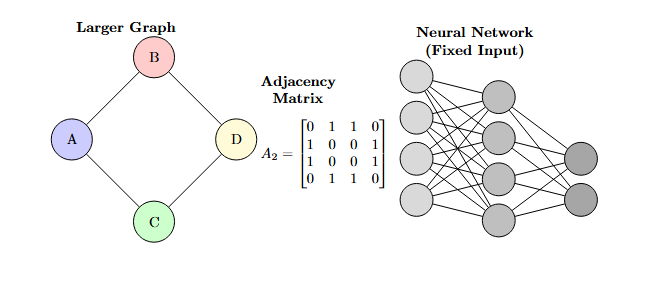 Larger Graph
B
A
D
C
Adjacency
Matrix
A₂ =
0 1 1 0
1 0 0 1
1 0 0 1
0 1 1 0
Neural Network
(Fixed Input)